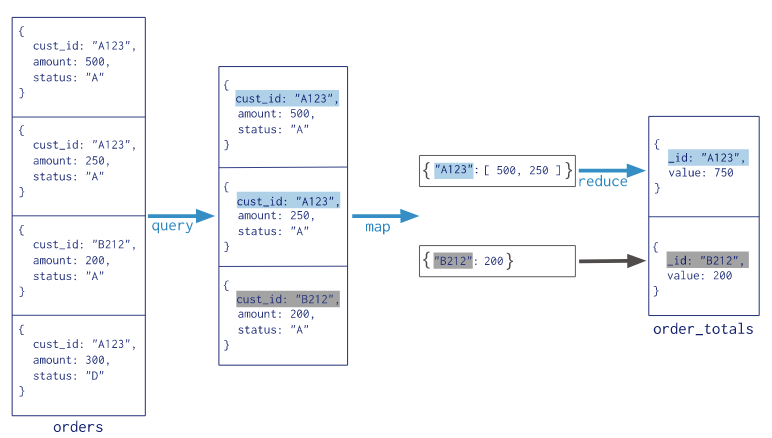 {
cust_id: "A123",
amount: 500,
status: "A"
}
{
cust_id: "A123",
amount: 250,
status: "A"
}
{
cust_id: "B212",
amount: 200,
status: "A"
}
{
cust_id: "A123",
amount: 300,
status: "D"
}
orders
query
{
cust_id: "A123",
amount: 500,
status: "A"
}
{
cust_id: "A123",
amount: 250,
status: "A"
}
{
cust_id: "B212",
amount: 200,
status: "A"
}
map
{ "A123": [ 500, 250 ] }
{ "B212": 200 }
reduce
{
_id: "A123",
value: 750
}
{
_id: "B212",
value: 200
}
order_totals